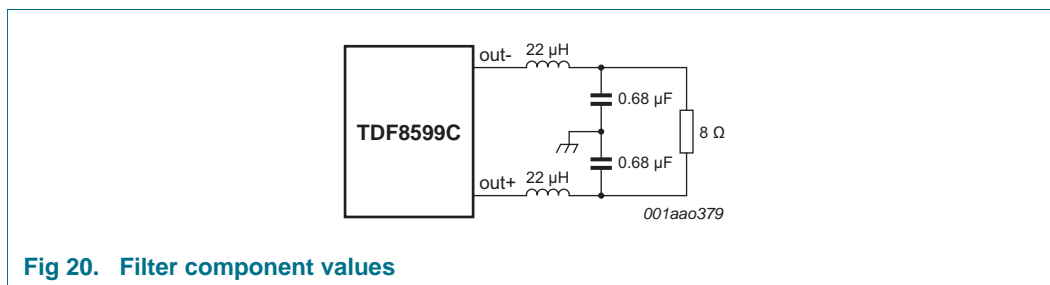 out- 22 μH
0.68 μF
TDF8599C
8 Ω
0.68 μF
out+ 22 μH
001aao379
Fig 20. Filter component values